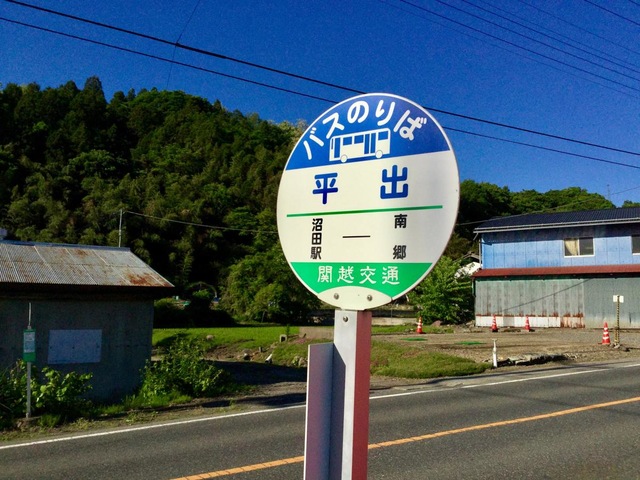 バスのりば
平出
沼田駅 — 南郷
関越交通